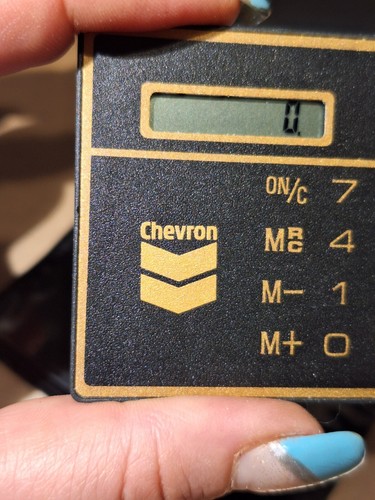 0.
ON/C 7
Chevron
MRC 4
M− 1
M+ 0